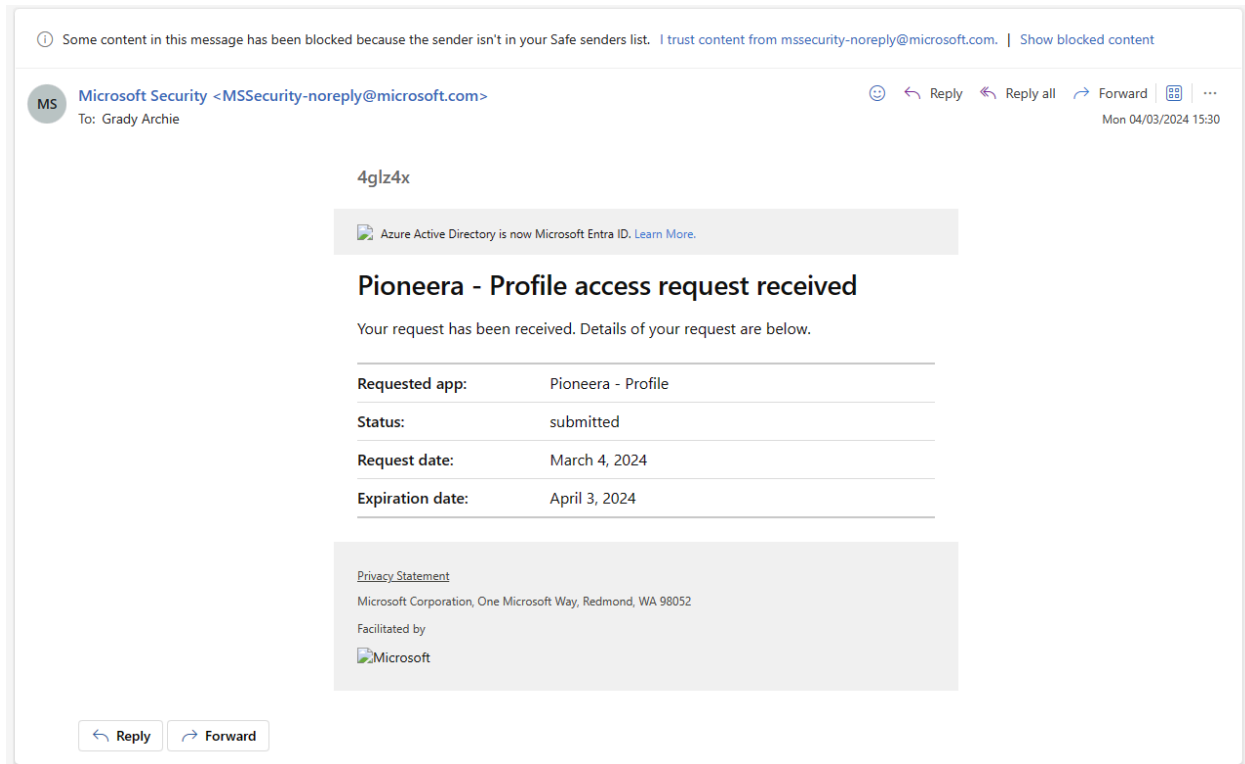 Some content in this message has been blocked because the sender isn't in your Safe senders list. I trust content from mssecurity-noreply@microsoft.com. | Show blocked content
MS
Microsoft Security <MSSecurity-noreply@microsoft.com>
Reply Reply all Forward
To: Grady Archie
Mon 04/03/2024 15:30
4glz4x
Azure Active Directory is now Microsoft Entra ID. Learn More.
Pioneera - Profile access request received
Your request has been received. Details of your request are below.
Requested app: Pioneera - Profile
Status: submitted
Request date: March 4, 2024
Expiration date: April 3, 2024
Privacy Statement
Microsoft Corporation, One Microsoft Way, Redmond, WA 98052
Facilitated by
Microsoft
Reply Forward